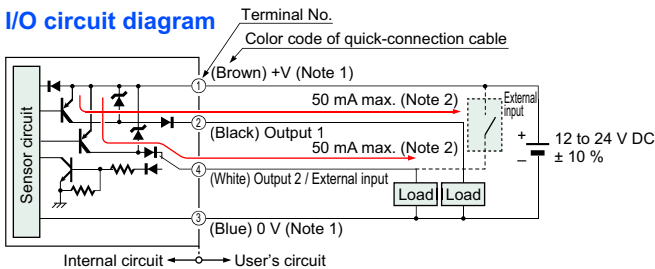 I/O circuit diagram
Terminal No.
Color code of quick-connection cable
1
(Brown) +V (Note 1)
50 mA max. (Note 2)
External
input
2
(Black) Output 1
50 mA max. (Note 2)
+
–
12 to 24 V DC
± 10 %
4
(White) Output 2 / External input
Load
Load
Sensor circuit
3
(Blue) 0 V (Note 1)
Internal circuit
User's circuit